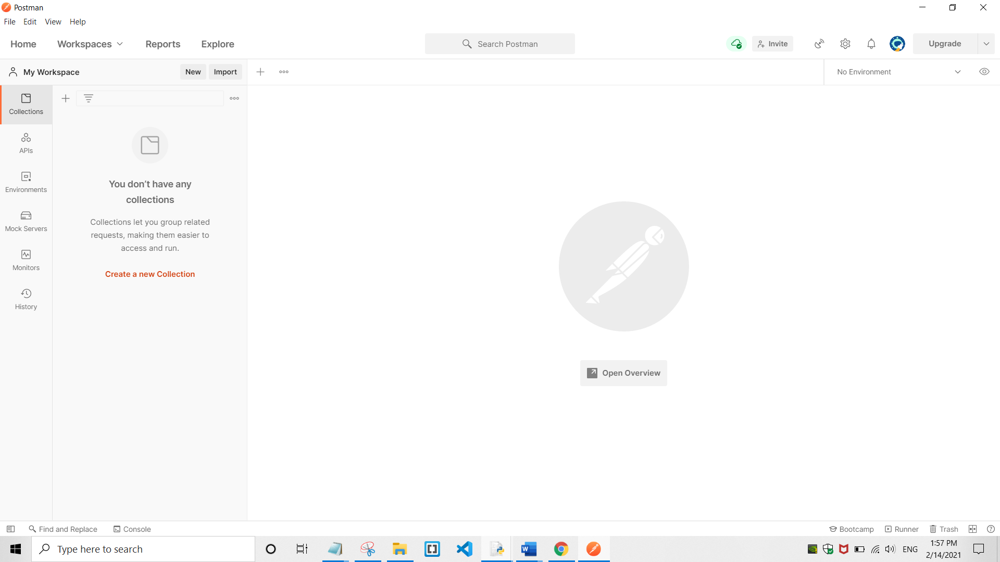 Postman
File Edit View Help
Home Workspaces Reports Explore Search Postman Invite Upgrade
My Workspace New Import No Environment
Collections
APIs
Environments
Mock Servers
Monitors
History
You don't have any
collections
Collections let you group related
requests, making them easier to
access and run.
Create a new Collection
Open Overview
Find and Replace Console Bootcamp Runner Trash
Type here to search ENG
1:57 PM
2/14/2021